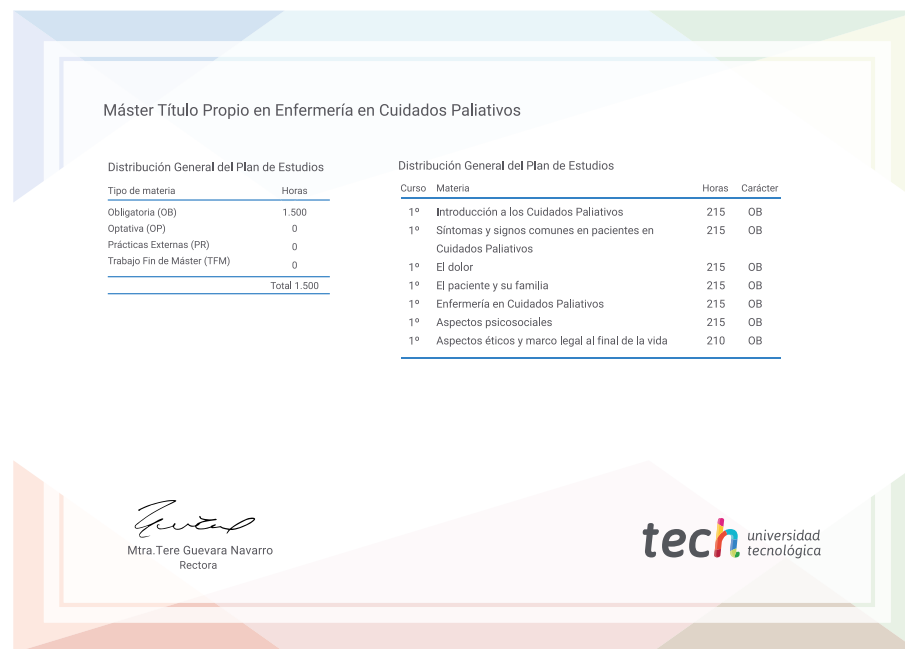 Máster Título Propio en Enfermería en Cuidados Paliativos
Distribución General del Plan de Estudios
Tipo de materia Horas
Obligatoria (OB) 1.500
Optativa (OP) 0
Prácticas Externas (PR) 0
Trabajo Fin de Máster (TFM) 0
Total 1.500
Distribución General del Plan de Estudios
Curso Materia Horas Carácter
1º Introducción a los Cuidados Paliativos 215 OB
1º Síntomas y signos comunes en pacientes en 215 OB
Cuidados Paliativos
1º El dolor 215 OB
1º El paciente y su familia 215 OB
1º Enfermería en Cuidados Paliativos 215 OB
1º Aspectos psicosociales 215 OB
1º Aspectos éticos y marco legal al final de la vida 210 OB
Mtra.Tere Guevara Navarro
Rectora
tech universidad
tecnológica